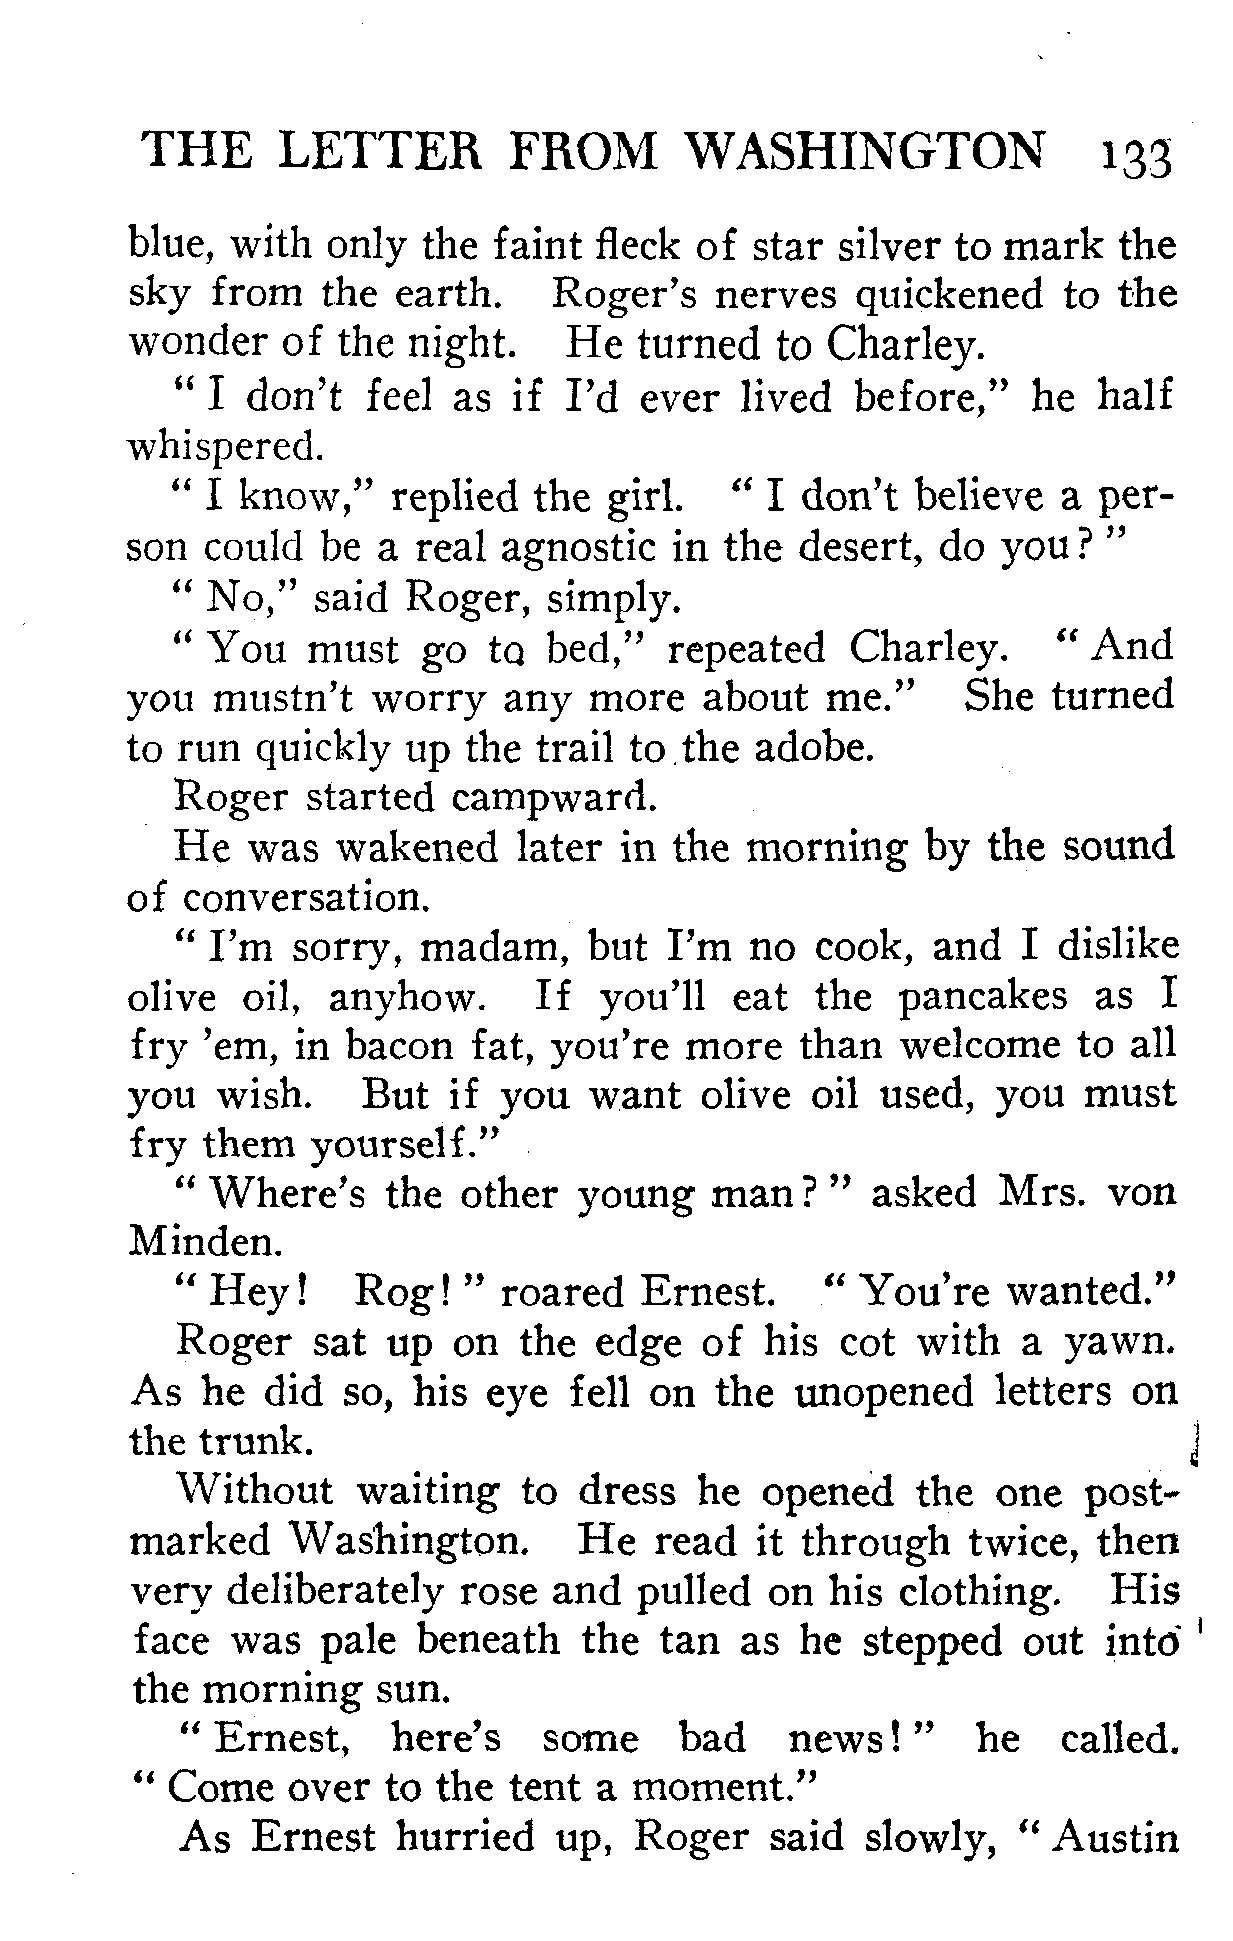 THE LETTER FROM WASHINGTON 133
blue, with only the faint fleck of star silver to mark the
sky from the earth. Roger's nerves quickened to the
wonder of the night. He turned to Charley.
" I don't feel as if I'd ever lived before," he half
whispered.
" I know," replied the girl. " I don't believe a per-
son could be a real agnostic in the desert, do you? "
" No," said Roger, simply.
" You must go to bed," repeated Charley. " And
you mustn't worry any more about me." She turned
to run quickly up the trail to the adobe.
Roger started campward.
He was wakened later in the morning by the sound
of conversation.
" I'm sorry, madam, but I'm no cook, and I dislike
olive oil, anyhow. If you'll eat the pancakes as I
fry 'em, in bacon fat, you're more than welcome to all
you wish. But if you want olive oil used, you must
fry them yourself."
" Where's the other young man? " asked Mrs. von
Minden.
" Hey! Rog! " roared Ernest. " You're wanted."
Roger sat up on the edge of his cot with a yawn.
As he did so, his eye fell on the unopened letters on
the trunk.
Without waiting to dress he opened the one post-
marked Washington. He read it through twice, then
very deliberately rose and pulled on his clothing. His
face was pale beneath the tan as he stepped out into
the morning sun.
" Ernest, here's some bad news! " he called.
" Come over to the tent a moment."
As Ernest hurried up, Roger said slowly, " Austin